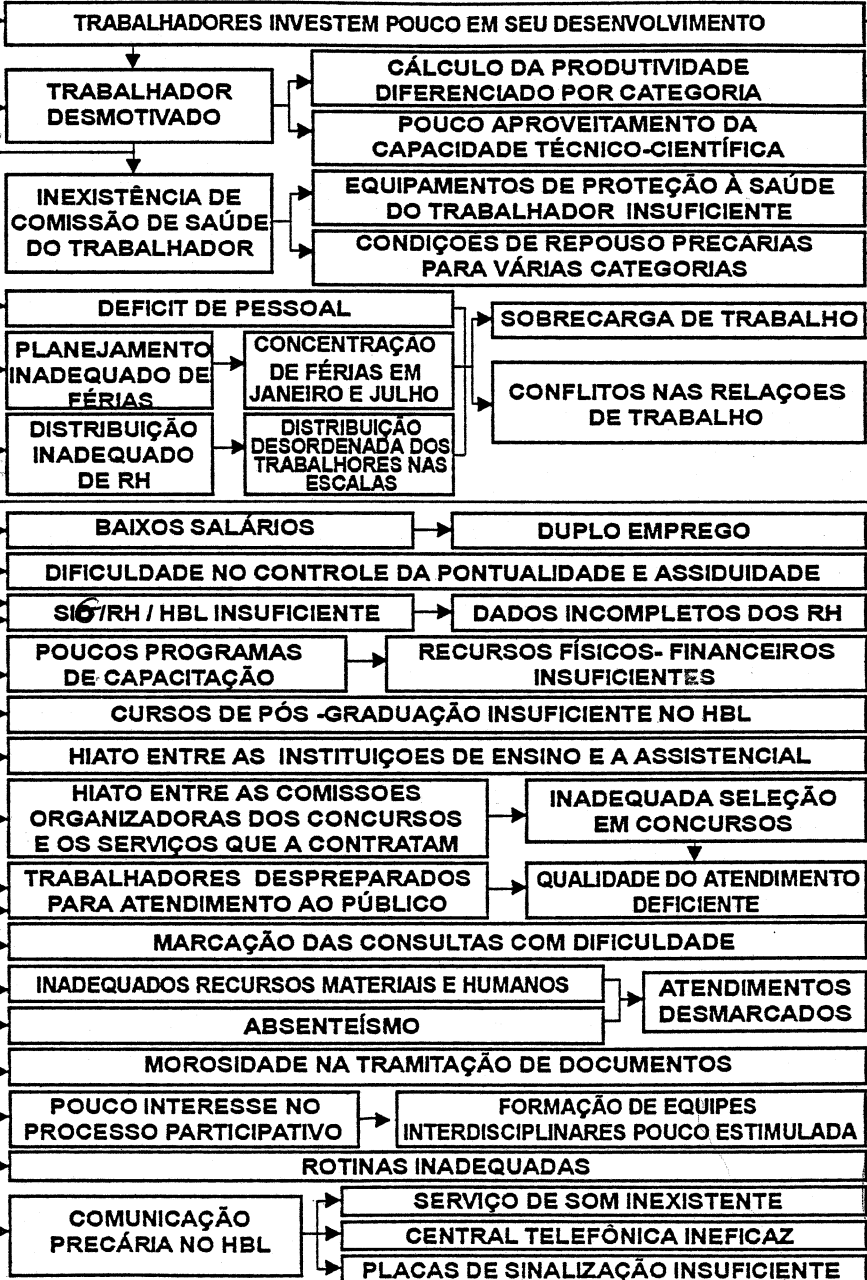 TRABALHADORES INVESTEM POUCO EM SEU DESENVOLVIMENTO
TRABALHADOR
DESMOTIVADO
CÁLCULO DA PRODUTIVIDADE
DIFERENCIADO POR CATEGORIA
POUCO APROVEITAMENTO DA
CAPACIDADE TÉCNICO-CIENTÍFICA
INEXISTÊNCIA DE
COMISSÃO DE SAÚDE
DO TRABALHADOR
EQUIPAMENTOS DE PROTEÇÃO À SAÚDE
DO TRABALHADOR INSUFICIENTE
CONDIÇOES DE REPOUSO PRECARIAS
PARA VÁRIAS CATEGORIAS
DEFICIT DE PESSOAL
PLANEJAMENTO
INADEQUADO DE
FÉRIAS
CONCENTRAÇÃO
DE FÉRIAS EM
JANEIRO E JULHO
DISTRIBUIÇÃO
INADEQUADO
DE RH
DISTRIBUIÇÃO
DESORDENADA DOS
TRABALHORES NAS
ESCALAS
SOBRECARGA DE TRABALHO
CONFLITOS NAS RELAÇOES
DE TRABALHO
BAIXOS SALÁRIOS
DUPLO EMPREGO
DIFICULDADE NO CONTROLE DA PONTUALIDADE E ASSIDUIDADE
SIG/RH / HBL INSUFICIENTE
DADOS INCOMPLETOS DOS RH
POUCOS PROGRAMAS
DE CAPACITAÇÃO
RECURSOS FÍSICOS- FINANCEIROS
INSUFICIENTES
CURSOS DE PÓS -GRADUAÇÃO INSUFICIENTE NO HBL
HIATO ENTRE AS INSTITUIÇOES DE ENSINO E A ASSISTENCIAL
HIATO ENTRE AS COMISSOES
ORGANIZADORAS DOS CONCURSOS
E OS SERVIÇOS QUE A CONTRATAM
INADEQUADA SELEÇÃO
EM CONCURSOS
TRABALHADORES DESPREPARADOS
PARA ATENDIMENTO AO PÚBLICO
QUALIDADE DO ATENDIMENTO
DEFICIENTE
MARCAÇÃO DAS CONSULTAS COM DIFICULDADE
INADEQUADOS RECURSOS MATERIAIS E HUMANOS
ABSENTEÍSMO
ATENDIMENTOS
DESMARCADOS
MOROSIDADE NA TRAMITAÇÃO DE DOCUMENTOS
POUCO INTERESSE NO
PROCESSO PARTICIPATIVO
FORMAÇÃO DE EQUIPES
INTERDISCIPLINARES POUCO ESTIMULADA
ROTINAS INADEQUADAS
COMUNICAÇÃO
PRECÁRIA NO HBL
SERVIÇO DE SOM INEXISTENTE
CENTRAL TELEFÔNICA INEFICAZ
PLACAS DE SINALIZAÇÃO INSUFICIENTE